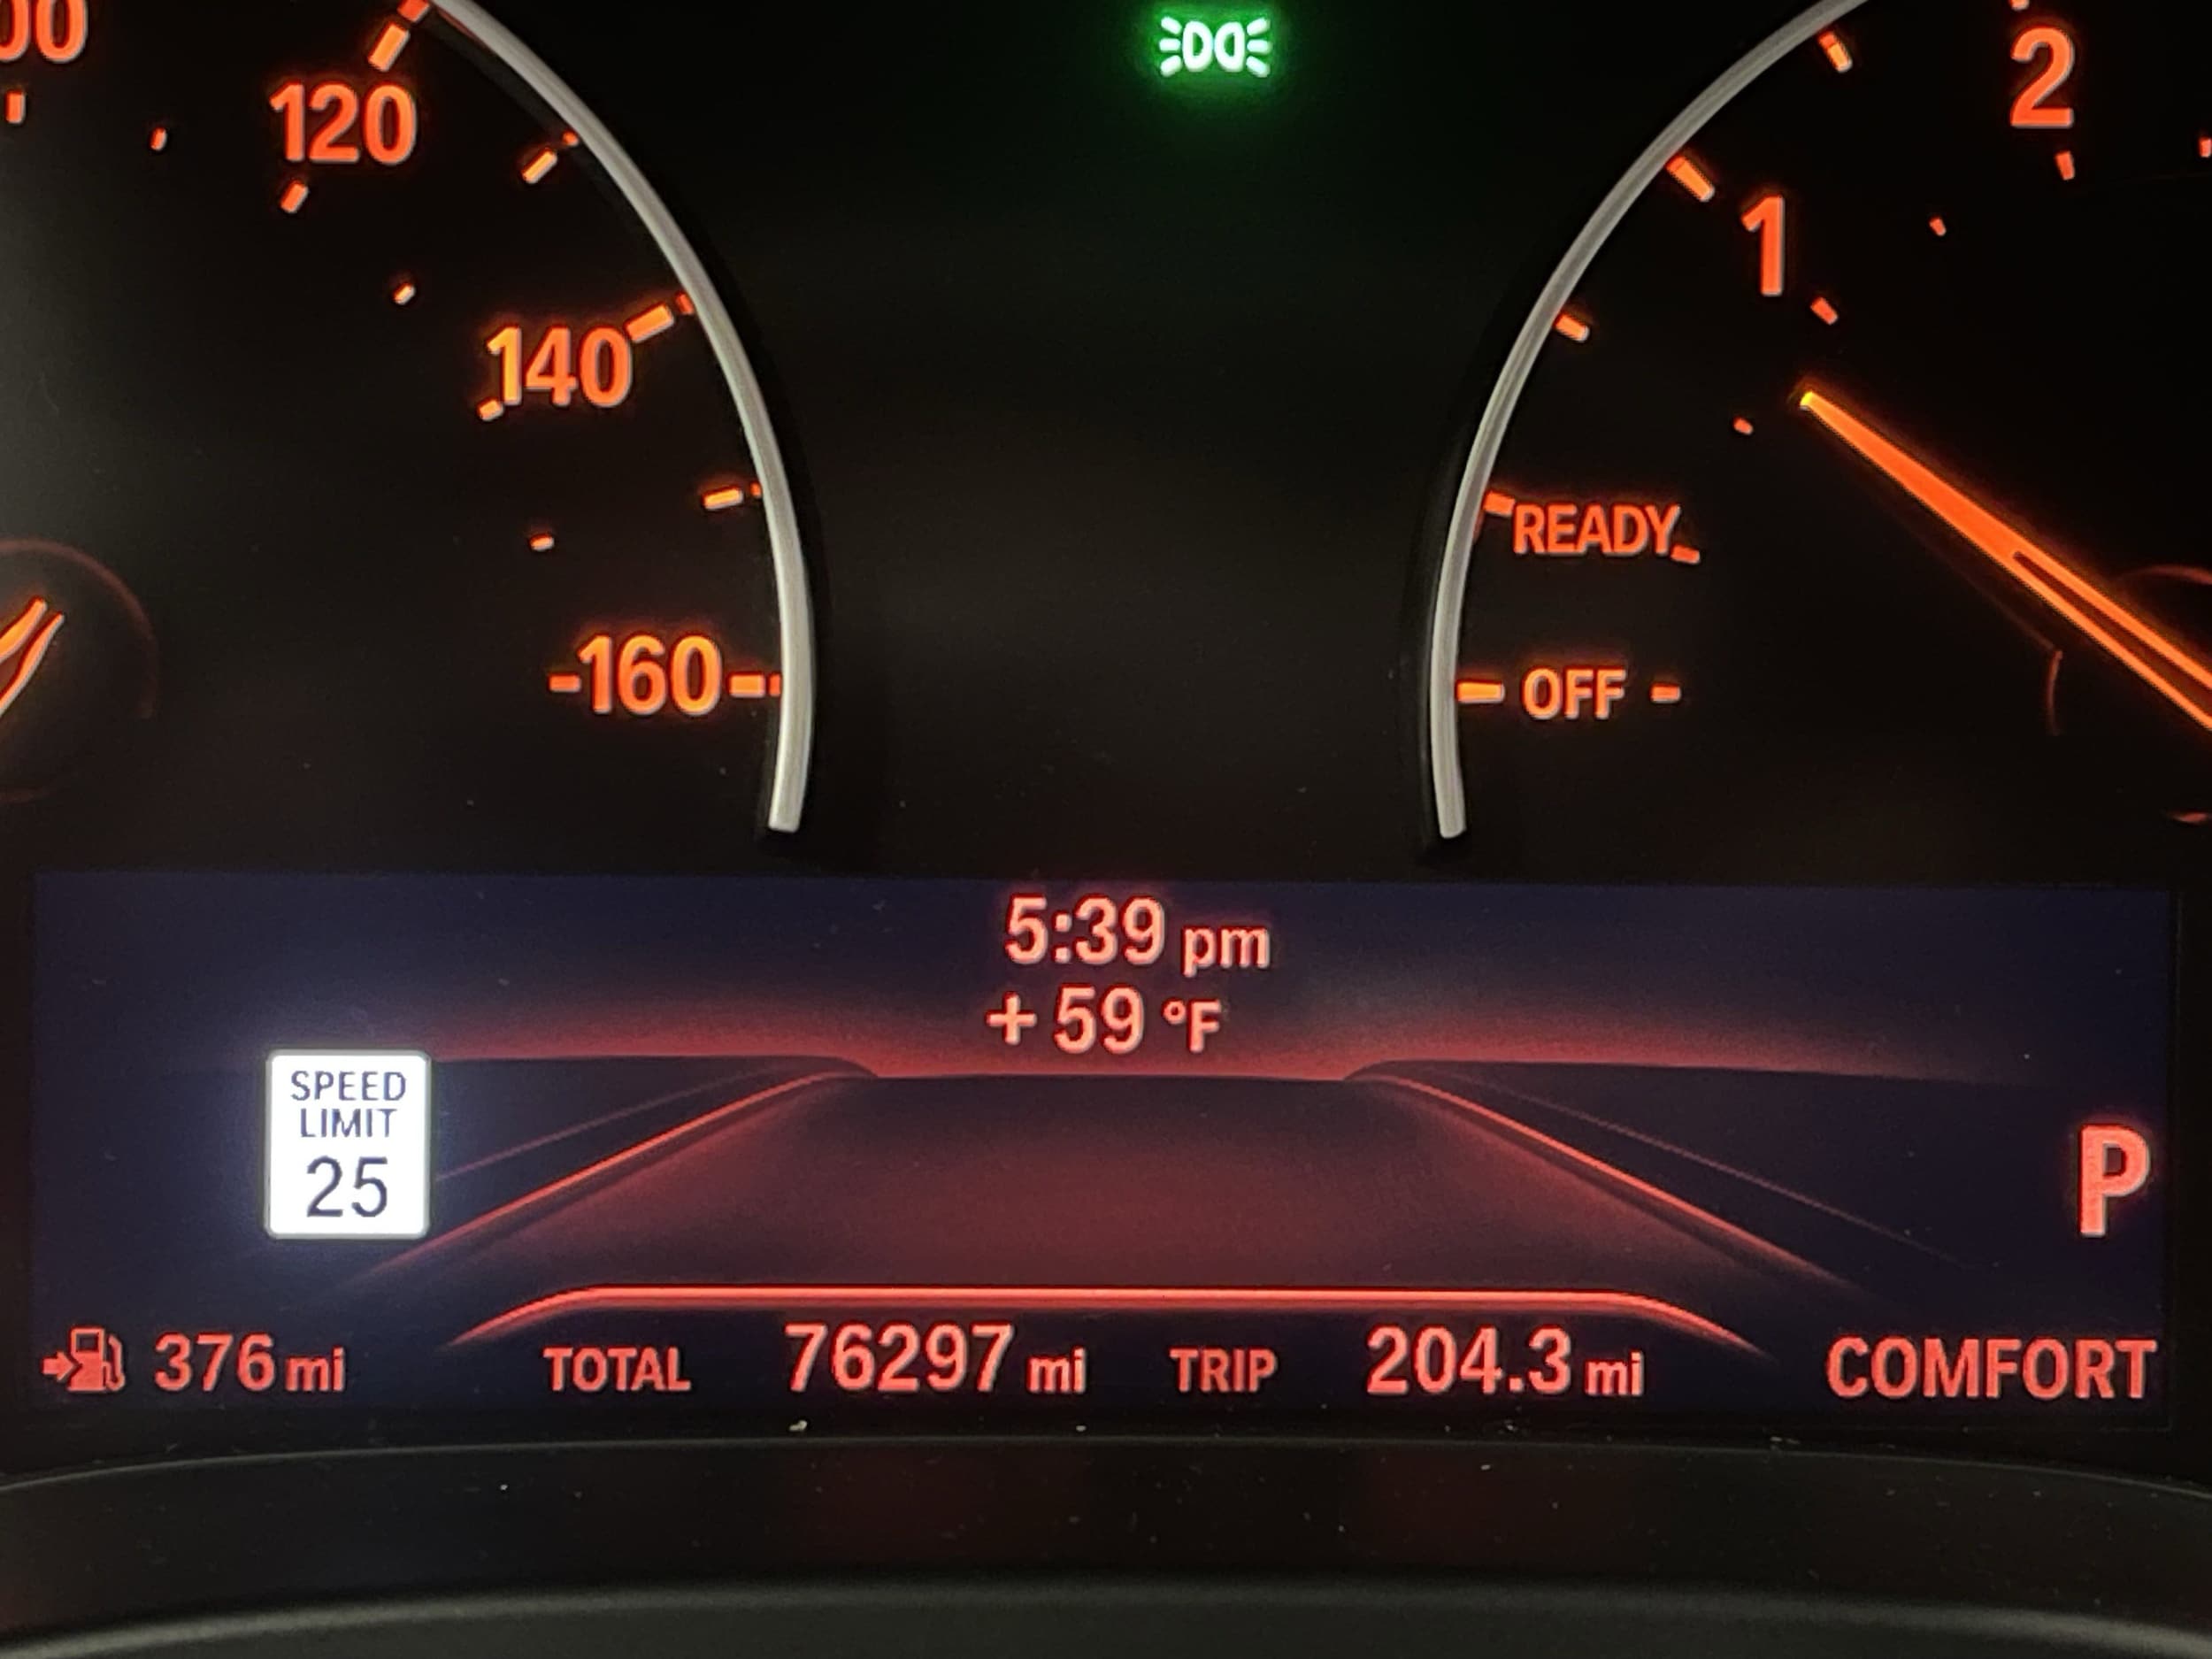 120
140
160
2
1
READY
OFF
5:39 pm
+ 59 °F
SPEED
LIMIT
25
P
376 mi TOTAL 76297 mi TRIP 204.3 mi COMFORT